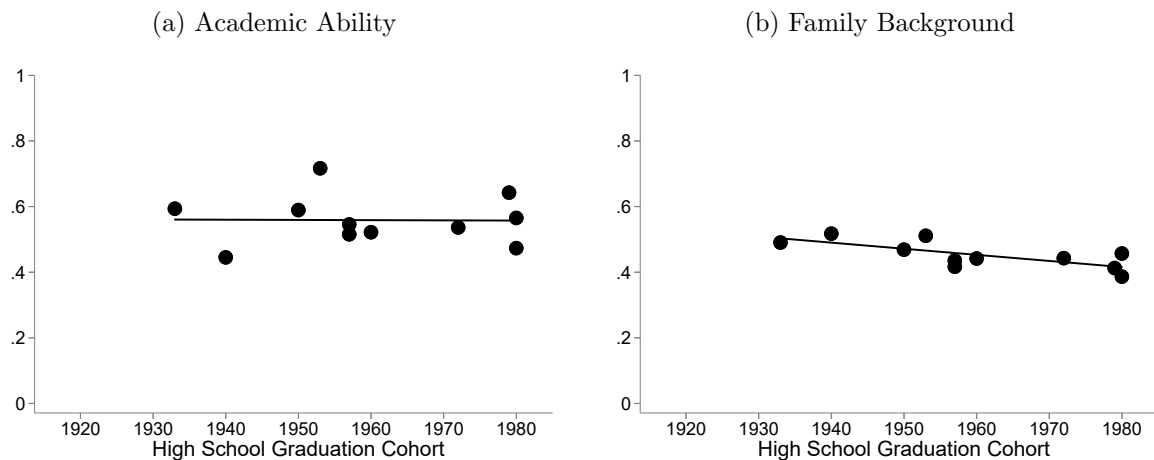 (a) Academic Ability
1
.8
.6
.4
.2
0
1920 1930 1940 1950 1960 1970 1980
High School Graduation Cohort
(b) Family Background
1
.8
.6
.4
.2
0
1920 1930 1940 1950 1960 1970 1980
High School Graduation Cohort